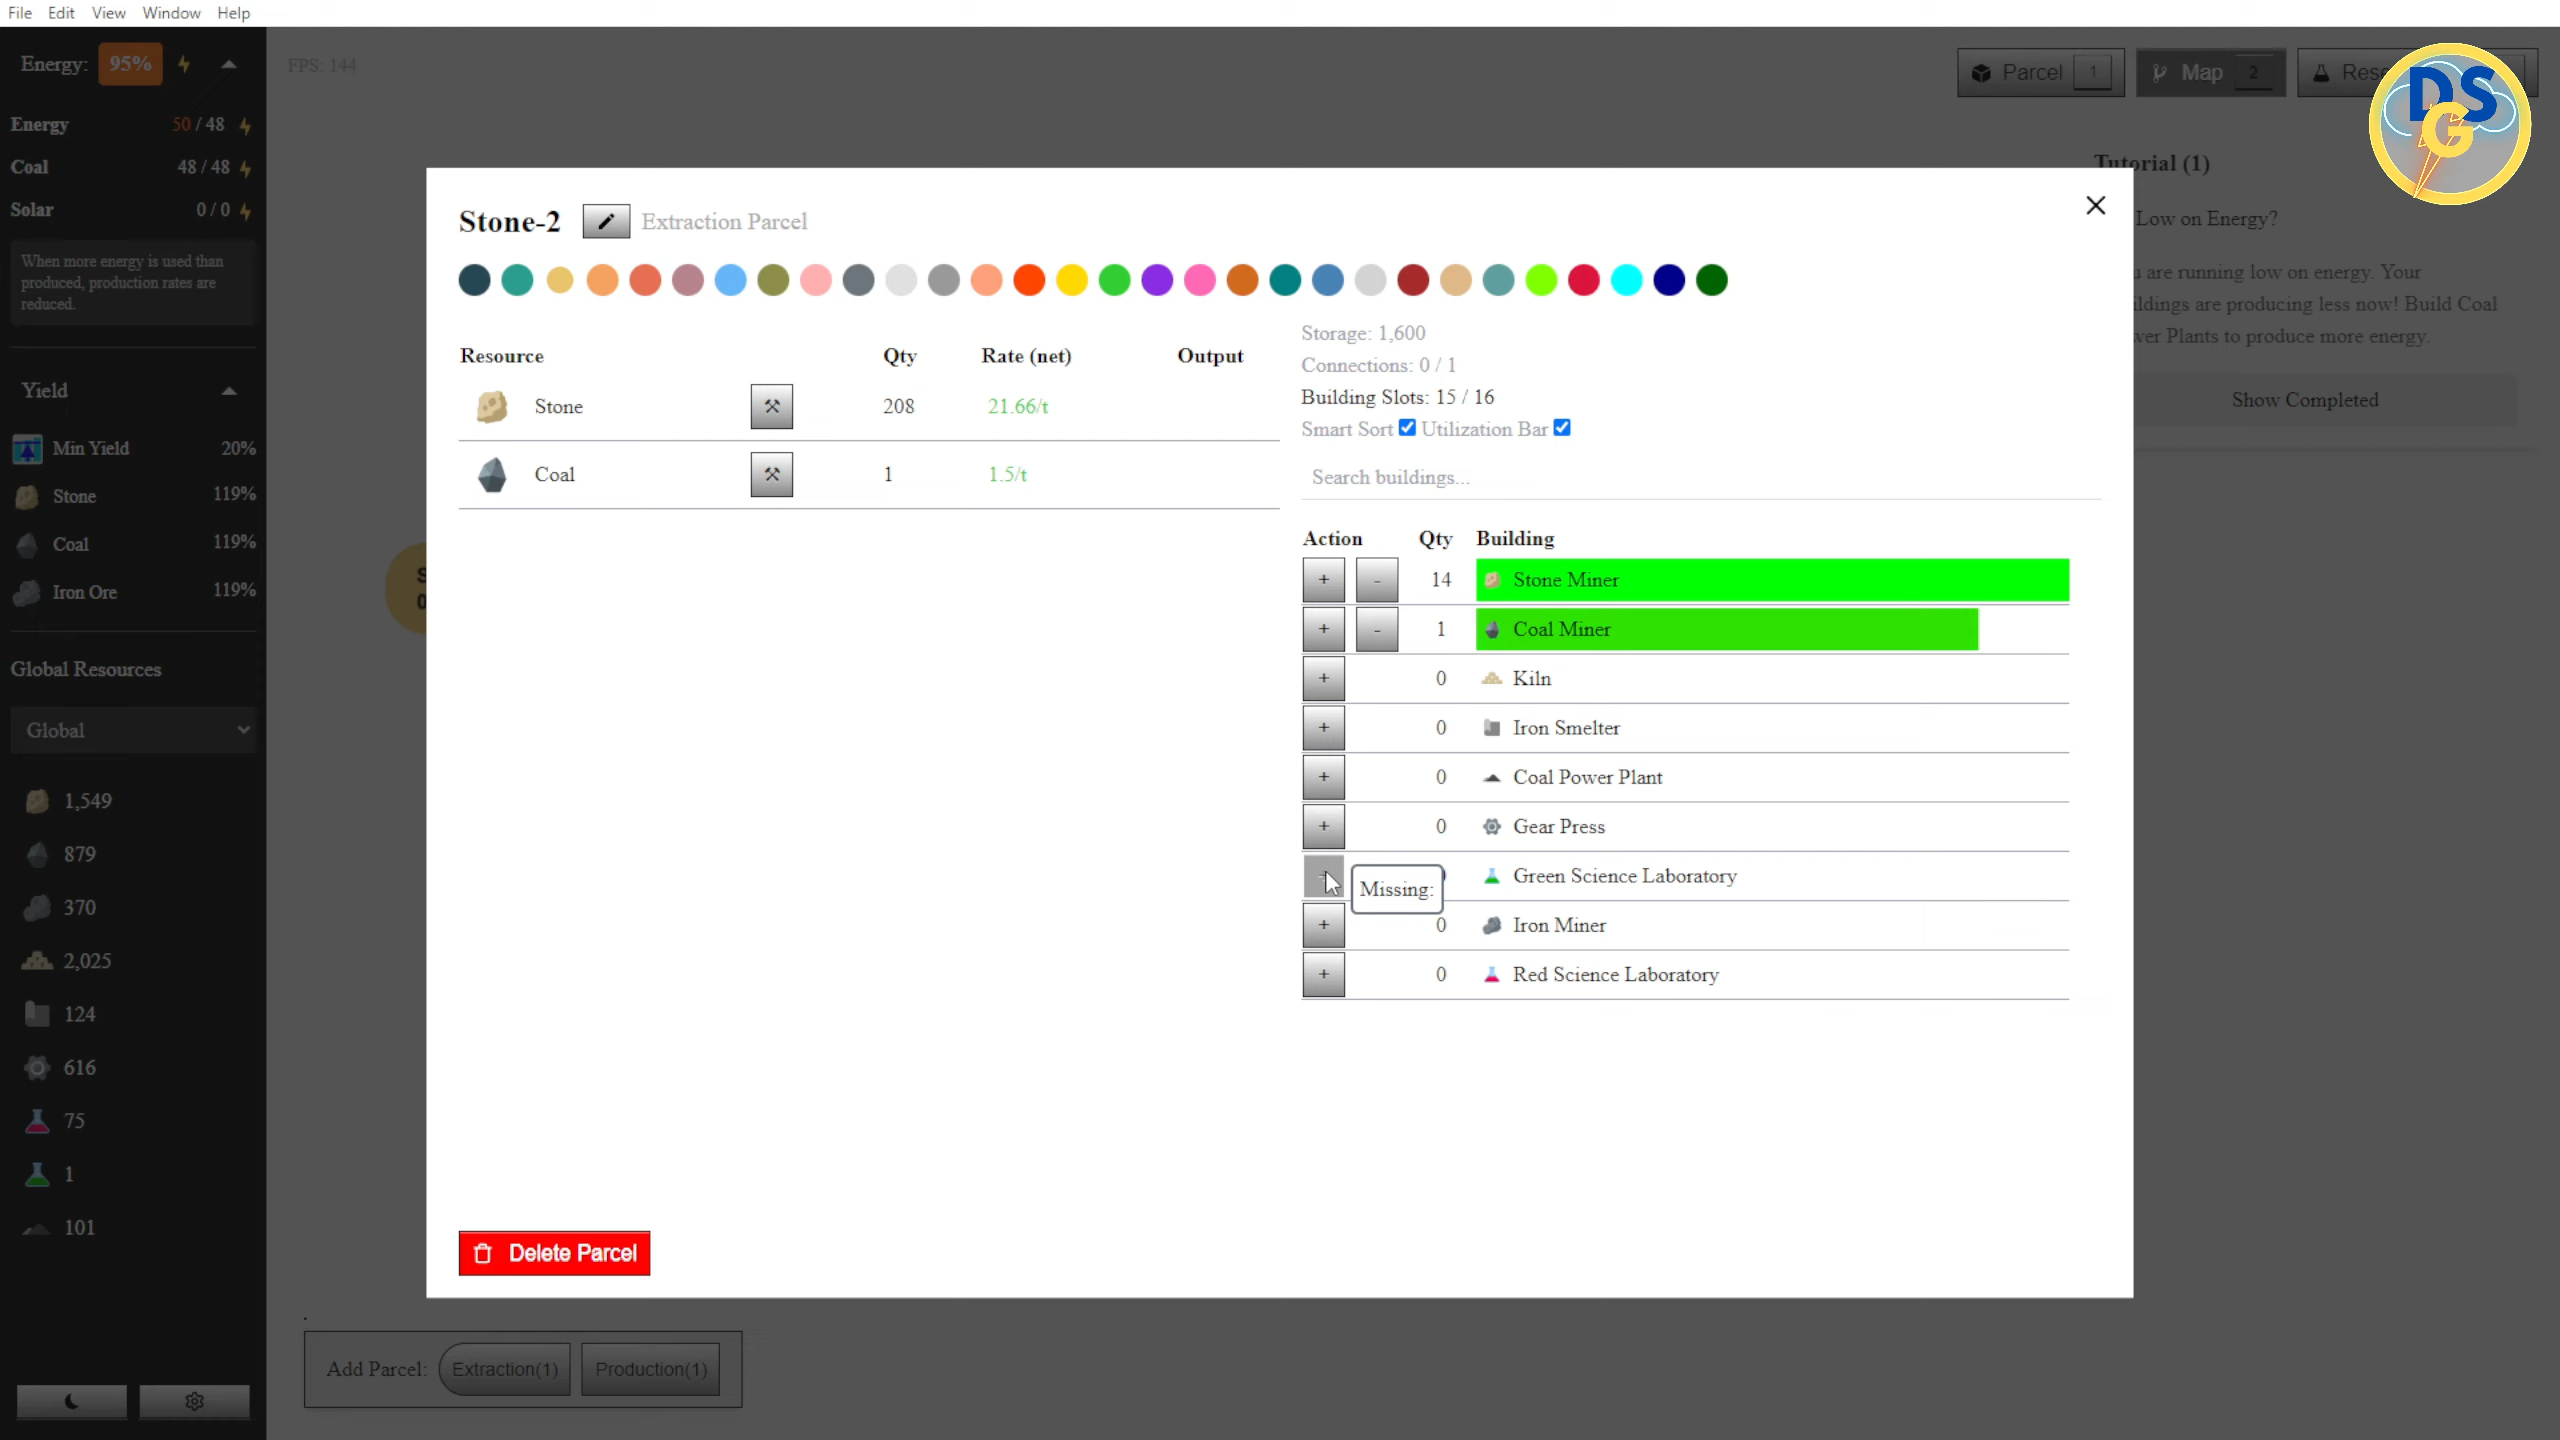 File Edit View Window Help
Energy: 95%
FPS: 144
Parcel 1
Map 2
DSG
Energy 50 / 48
Coal 48 / 48
Solar 0 / 0
When more energy is used than
produced, production rates are
reduced.
Yield
Min Yield 20%
Stone 119%
Coal 119%
Iron Ore 119%
Global Resources
Global
1,549
879
370
2,025
124
616
75
1
101
Tutorial (1)
Low on Energy?
are running low on energy. Your
are producing less now! Build Coal
Plants to produce more energy.
Show Completed
Stone-2 Extraction Parcel
Resource Qty Rate (net) Output
Stone 208 21.66/t
Coal 1 1.5/t
Storage: 1,600
Connections: 0 / 1
Building Slots: 15 / 16
Smart Sort Utilization Bar
Search buildings...
Action Qty Building
+ - 14 Stone Miner
+ - 1 Coal Miner
+ 0 Kiln
+ 0 Iron Smelter
+ 0 Coal Power Plant
+ 0 Gear Press
Missing: Green Science Laboratory
+ 0 Iron Miner
+ 0 Red Science Laboratory
Delete Parcel
Add Parcel: Extraction(1) Production(1)